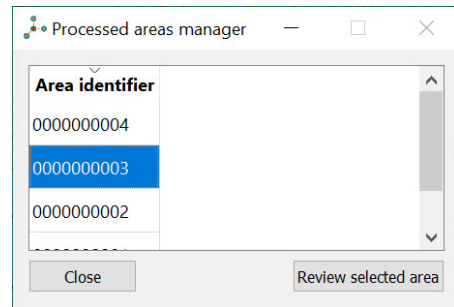 Processed areas manager
Area identifier
0000000004
0000000003
0000000002
Close
Review selected area